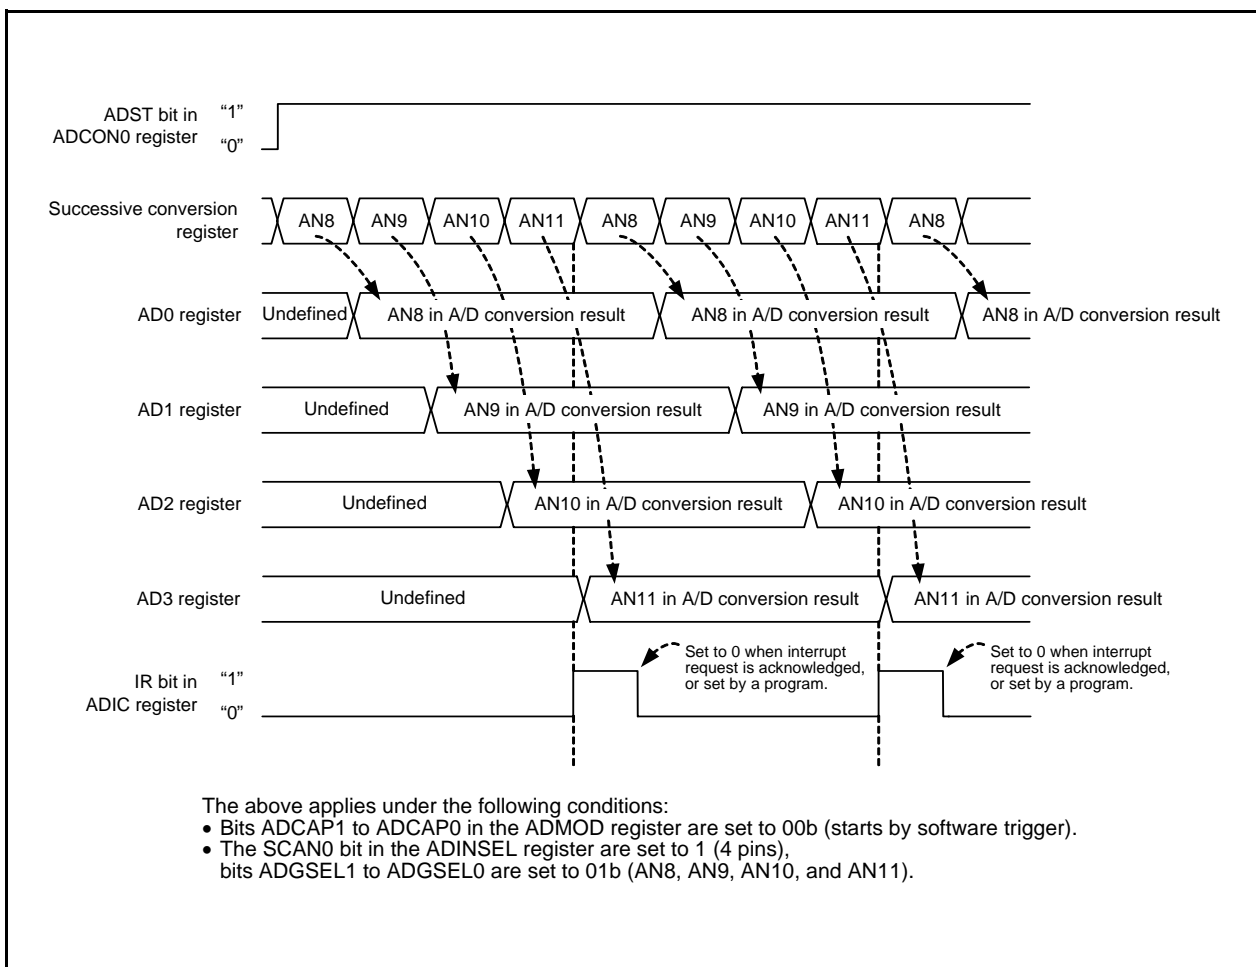 ADST bit in “1”
ADCON0 register “0”
Successive conversion
register
AN8 AN9 AN10 AN11 AN8 AN9 AN10 AN11 AN8
AD0 register Undefined AN8 in A/D conversion result AN8 in A/D conversion result AN8 in A/D conversion result
AD1 register Undefined AN9 in A/D conversion result AN9 in A/D conversion result
AD2 register Undefined AN10 in A/D conversion result AN10 in A/D conversion result
AD3 register Undefined AN11 in A/D conversion result AN11 in A/D conversion result
IR bit in “1”
ADIC register “0”
Set to 0 when interrupt
request is acknowledged,
or set by a program.
Set to 0 when interrupt
request is acknowledged,
or set by a program.
The above applies under the following conditions:
• Bits ADCAP1 to ADCAP0 in the ADMOD register are set to 00b (starts by software trigger).
• The SCAN0 bit in the ADINSEL register are set to 1 (4 pins),
bits ADGSEL1 to ADGSEL0 are set to 01b (AN8, AN9, AN10, and AN11).